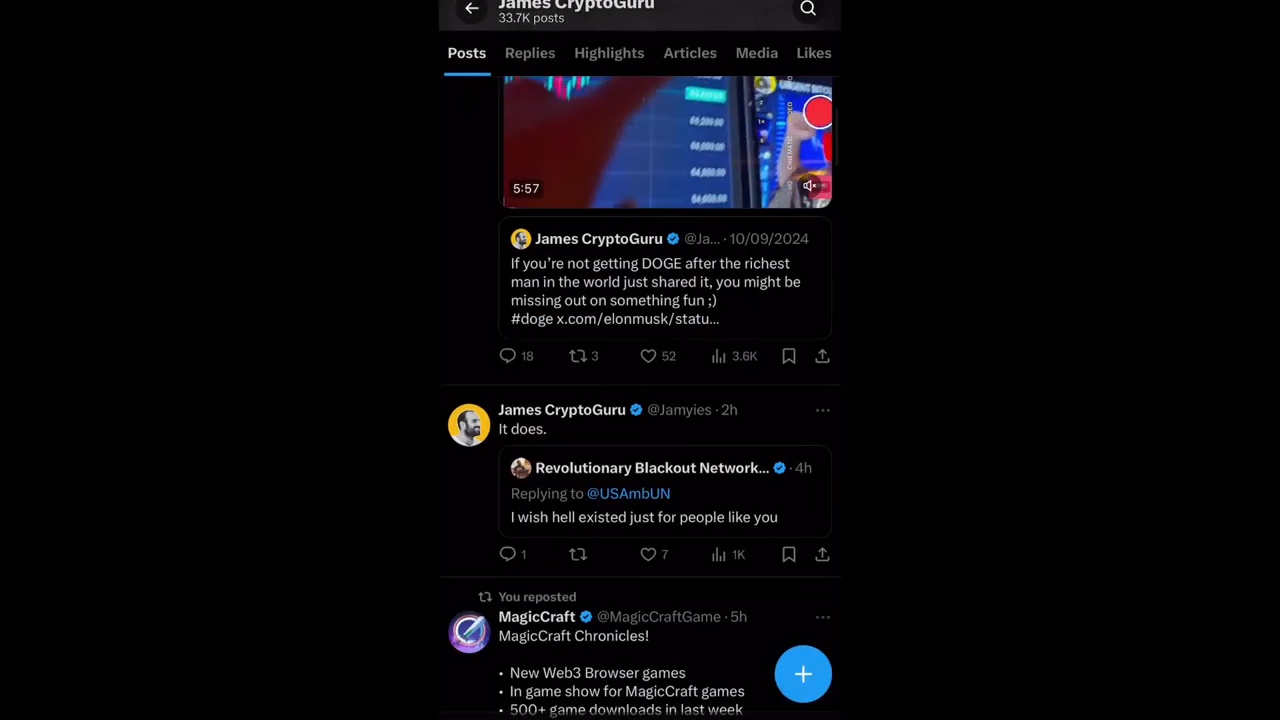 James CryptoGuru
33.7K posts
Posts Replies Highlights Articles Media Likes
5:57
James CryptoGuru @Ja... · 10/09/2024
If you’re not getting DOGE after the richest
man in the world just shared it, you might be
missing out on something fun ;)
#doge x.com/elonmusk/statu...
18 3 52 3.6K
James CryptoGuru @Jamyies · 2h
It does.
Revolutionary Blackout Network... · 4h
Replying to @USAmbUN
I wish hell existed just for people like you
1 7 1K
You reposted
MagicCraft @MagicCraftGame · 5h
MagicCraft Chronicles!
• New Web3 Browser games
• In game show for MagicCraft games
• 500+ game downloads in last week